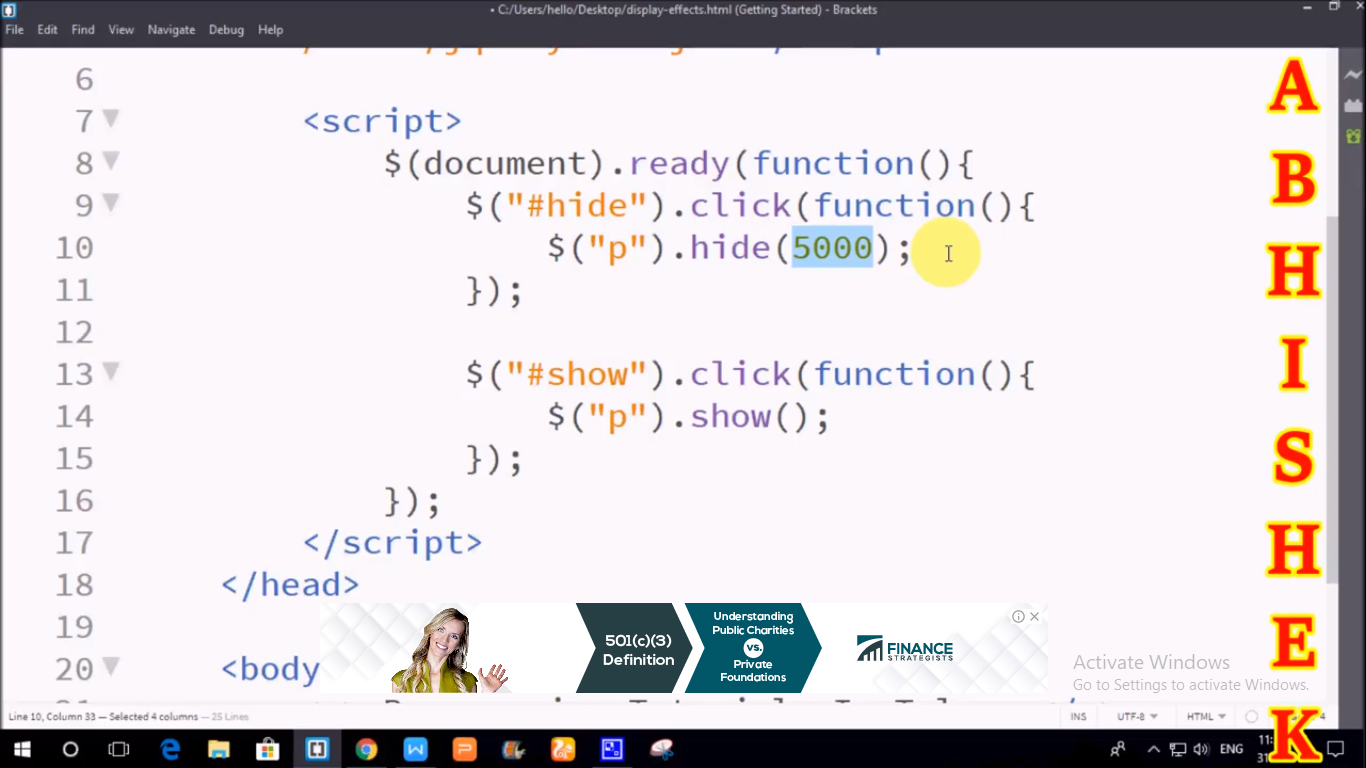 C:/Users/hello/Desktop/display-effects.html (Getting Started) - Brackets
File Edit Find View Navigate Debug Help
6
7 <script>
8 $(document).ready(function(){
9 $("#hide").click(function(){
10 $("p").hide(5000);
11 });
12
13 $("#show").click(function(){
14 $("p").show();
15 });
16 });
17 </script>
18 </head>
19
20 <body
A
B
H
I
S
H
E
K
501(c)(3)
Definition
Understanding
Public Charities
vs.
Private
Foundations
FINANCE
STRATEGISTS
Activate Windows
Go to Settings to activate Windows.
Line 10, Column 33 — Selected 4 columns — 25 Lines
INS UTF-8 HTML
ENG